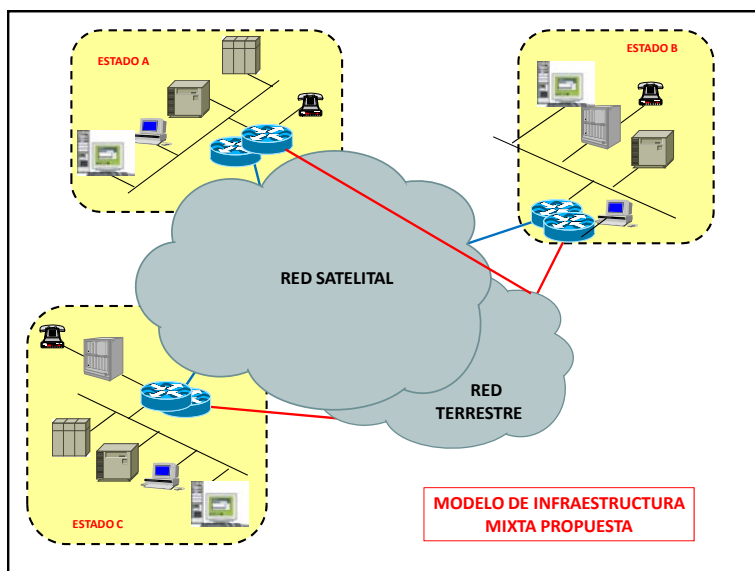 ESTADO A
ESTADO B
RED SATELITAL
RED
TERRESTRE
ESTADO C
MODELO DE INFRAESTRUCTURA
MIXTA PROPUESTA